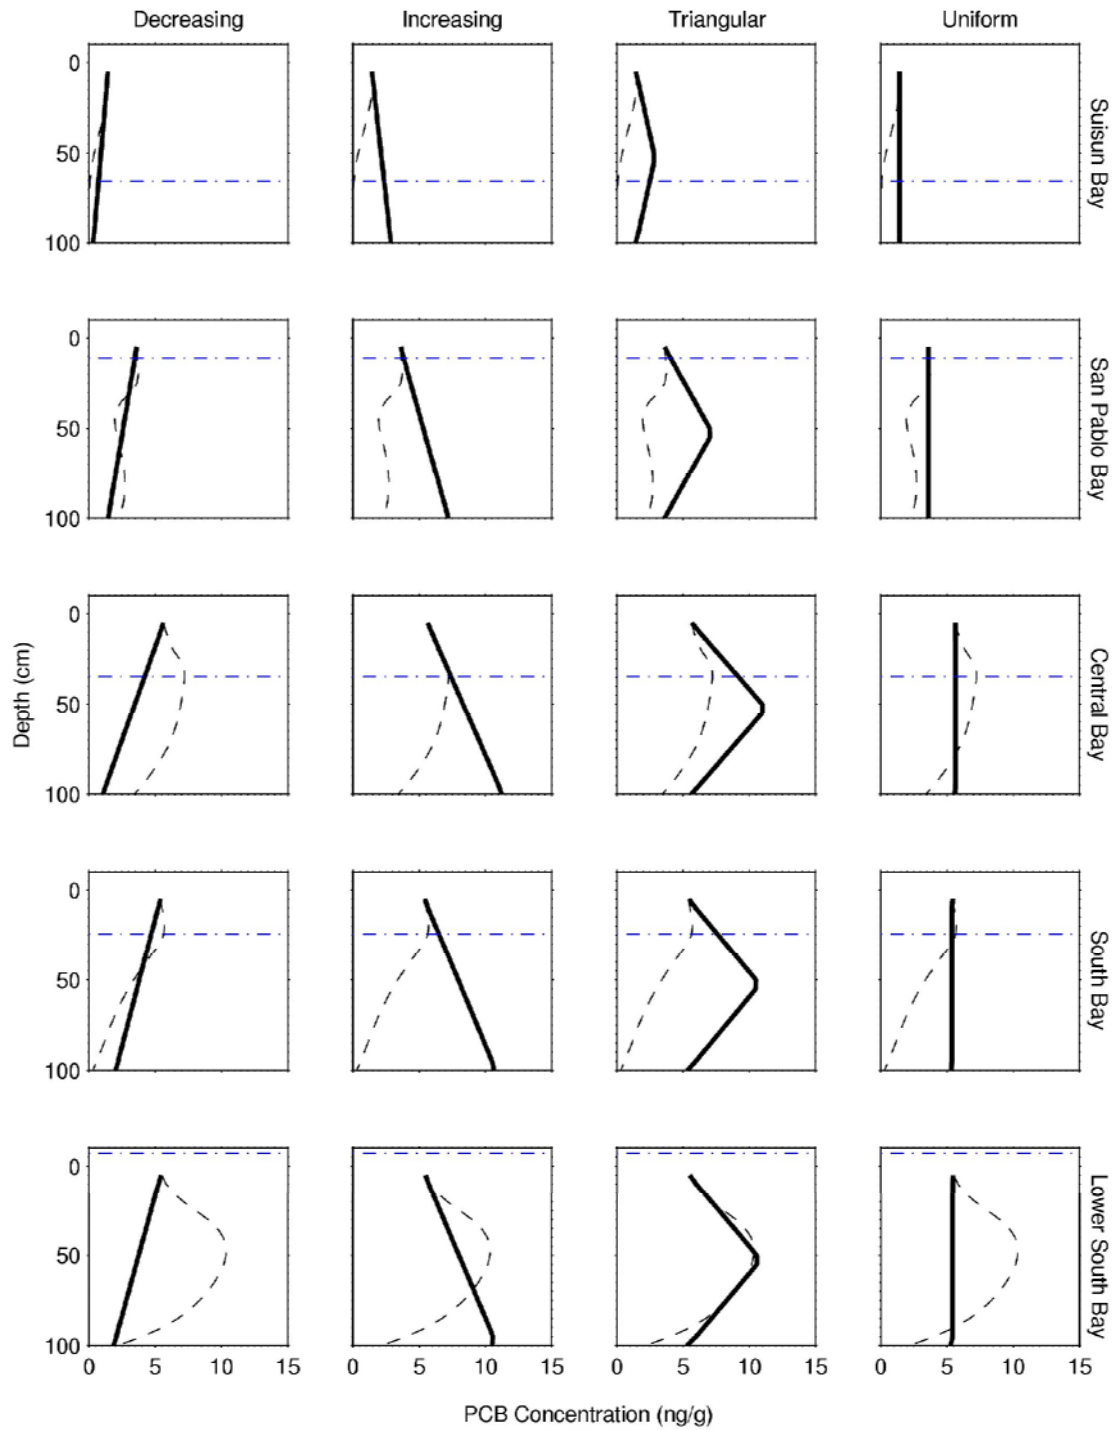 Decreasing Increasing Triangular Uniform
0
50
100
Suisun Bay
0
50
100
San Pablo Bay
0
50
100
Central Bay
Depth (cm)
0
50
100
South Bay
0
50
100
Lower South Bay
0 5 10 15 0 5 10 15 0 5 10 15 0 5 10 15
PCB Concentration (ng/g)